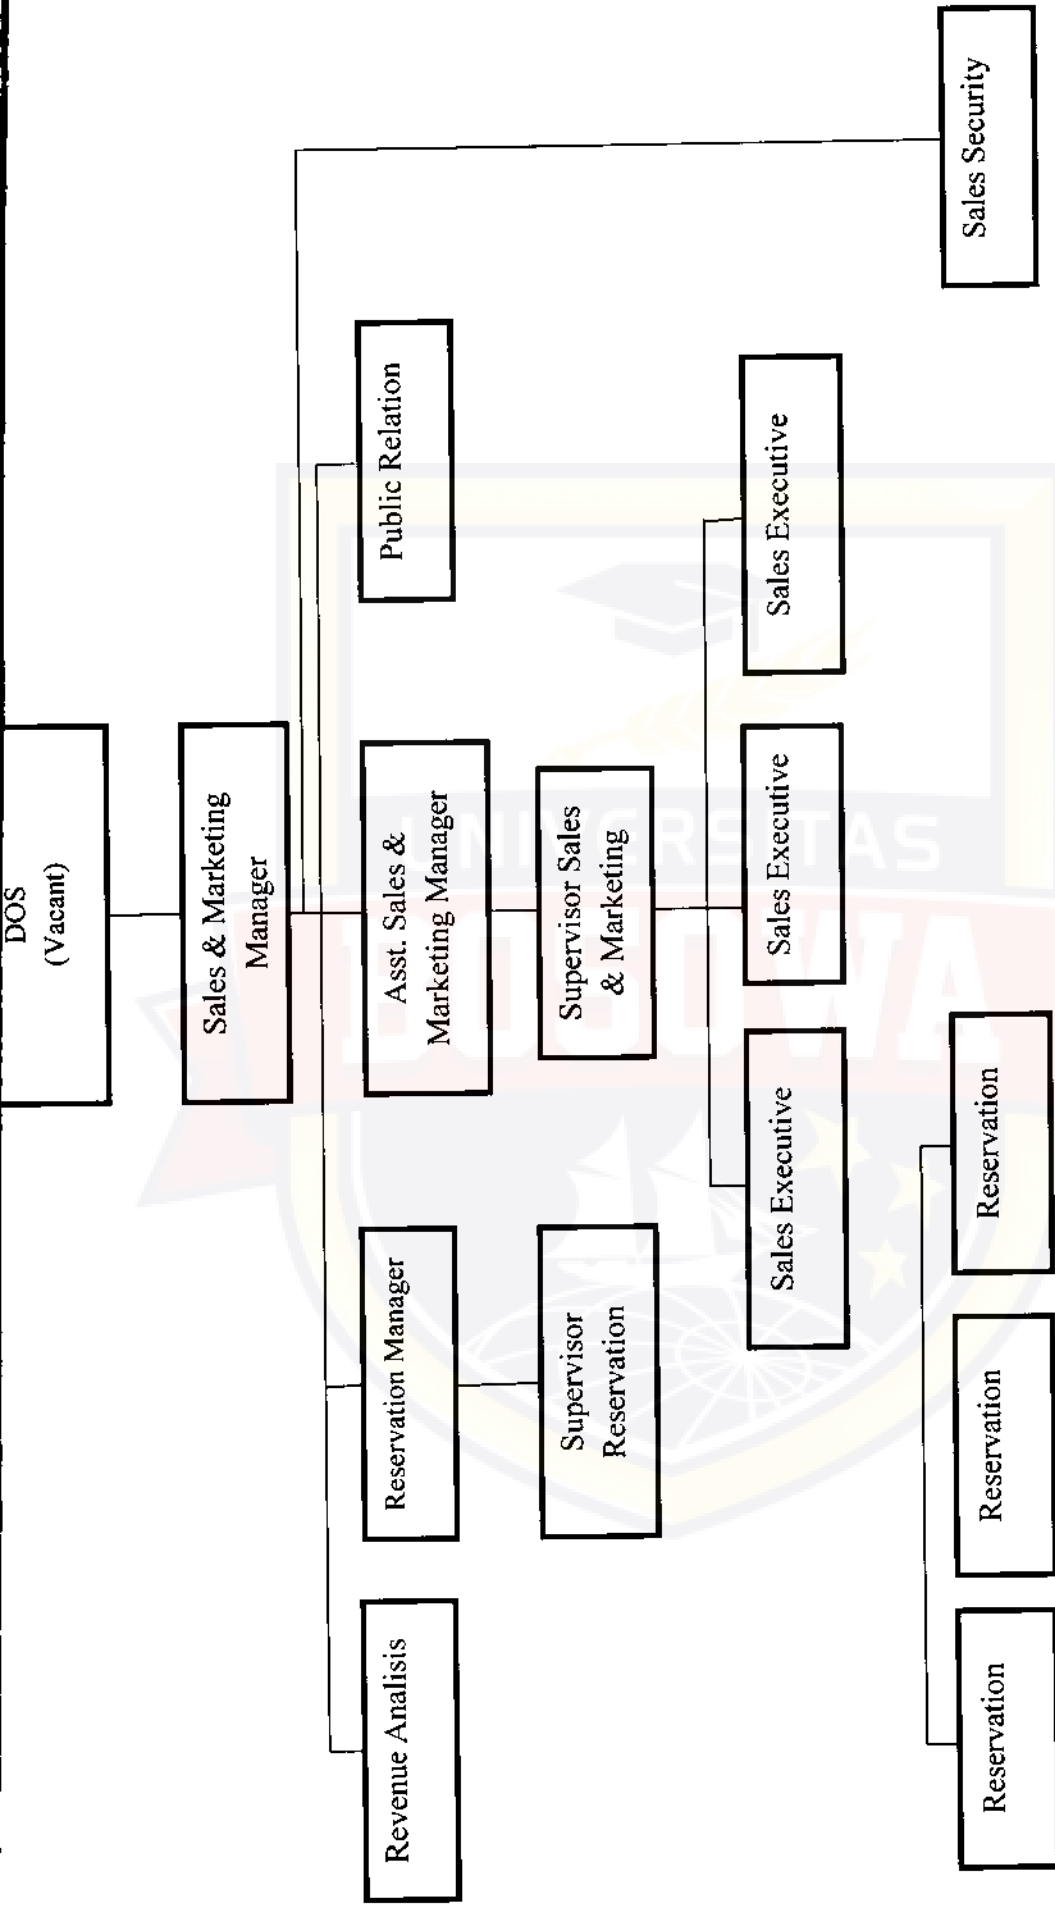 DOS
(Vacant)
Sales & Marketing
Manager
Revenue Analisis
Reservation Manager
Asst. Sales &
Marketing Manager
Public Relation
Supervisor
Reservation
Supervisor Sales
& Marketing
Sales Executive
Sales Executive
Sales Executive
Reservation
Reservation
Reservation
Sales Security
UNIVERSITAS
BOSOWA